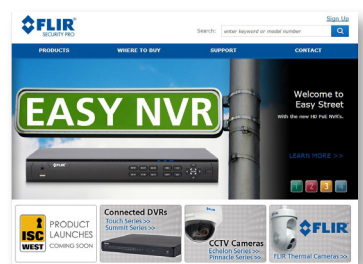 Sign Up
FLIR
SECURITY PRO
Search: enter keyword or model number
PRODUCTS WHERE TO BUY SUPPORT CONTACT
EASY NVR
Welcome to
Easy Street
With the new HD PoE NVR's.
LEARN MORE >>
FLIR
1 2 3 4
ISC
WEST
PRODUCT
LAUNCHES
COMING SOON
Connected DVRs
Touch Series >>
Summit Series >>
CCTV Cameras
Echelon Series >>
Pinnacle Series >>
FLIR
FLIR Thermal Cameras >>